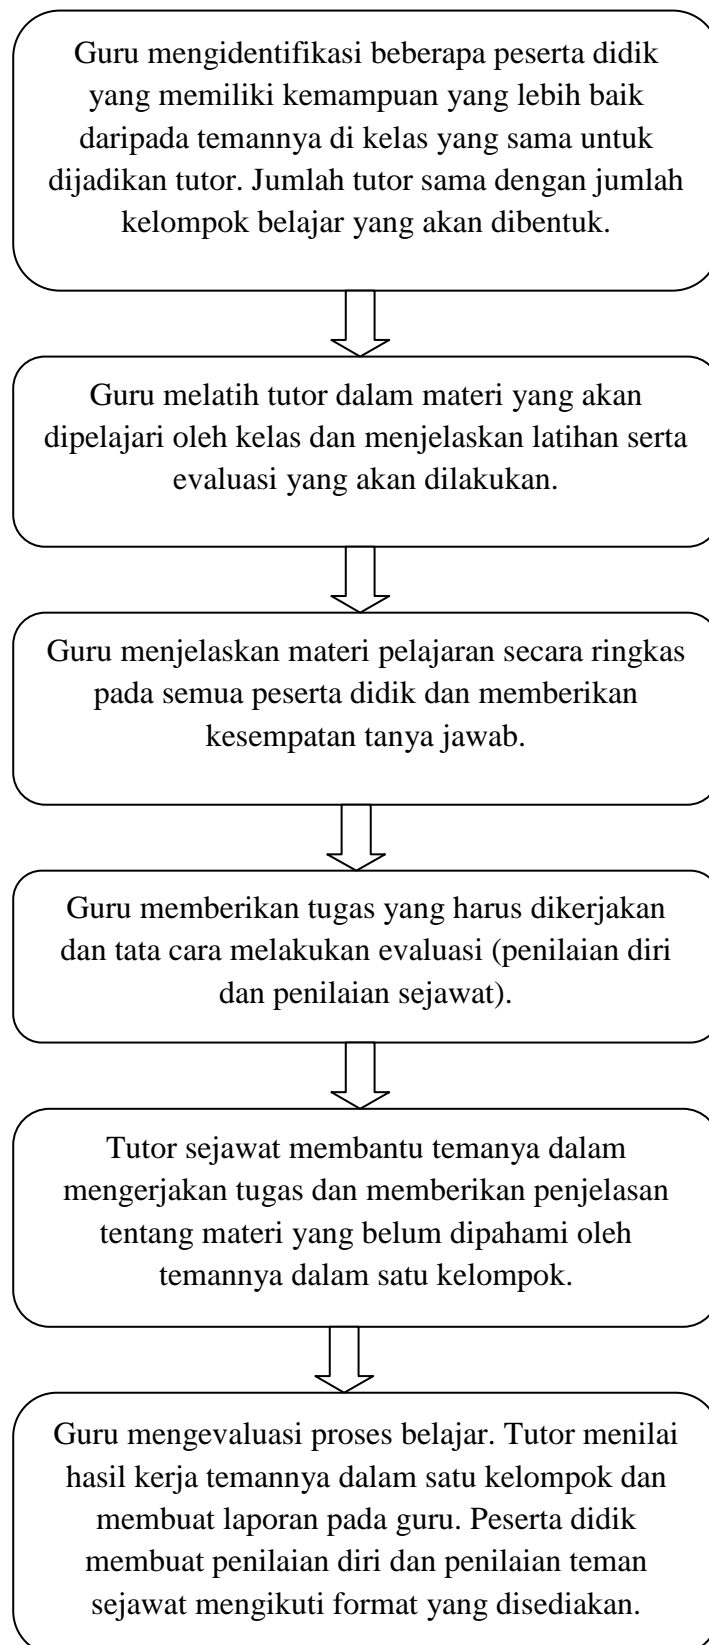 Guru mengidentifikasi beberapa peserta didik
yang memiliki kemampuan yang lebih baik
daripada temannya di kelas yang sama untuk
dijadikan tutor. Jumlah tutor sama dengan jumlah
kelompok belajar yang akan dibentuk.
Guru melatih tutor dalam materi yang akan
dipelajari oleh kelas dan menjelaskan latihan serta
evaluasi yang akan dilakukan.
Guru menjelaskan materi pelajaran secara ringkas
pada semua peserta didik dan memberikan
kesempatan tanya jawab.
Guru memberikan tugas yang harus dikerjakan
dan tata cara melakukan evaluasi (penilaian diri
dan penilaian sejawat).
Tutor sejawat membantu temanya dalam
mengerjakan tugas dan memberikan penjelasan
tentang materi yang belum dipahami oleh
temannya dalam satu kelompok.
Guru mengevaluasi proses belajar. Tutor menilai
hasil kerja temannya dalam satu kelompok dan
membuat laporan pada guru. Peserta didik
membuat penilaian diri dan penilaian teman
sejawat mengikuti format yang disediakan.